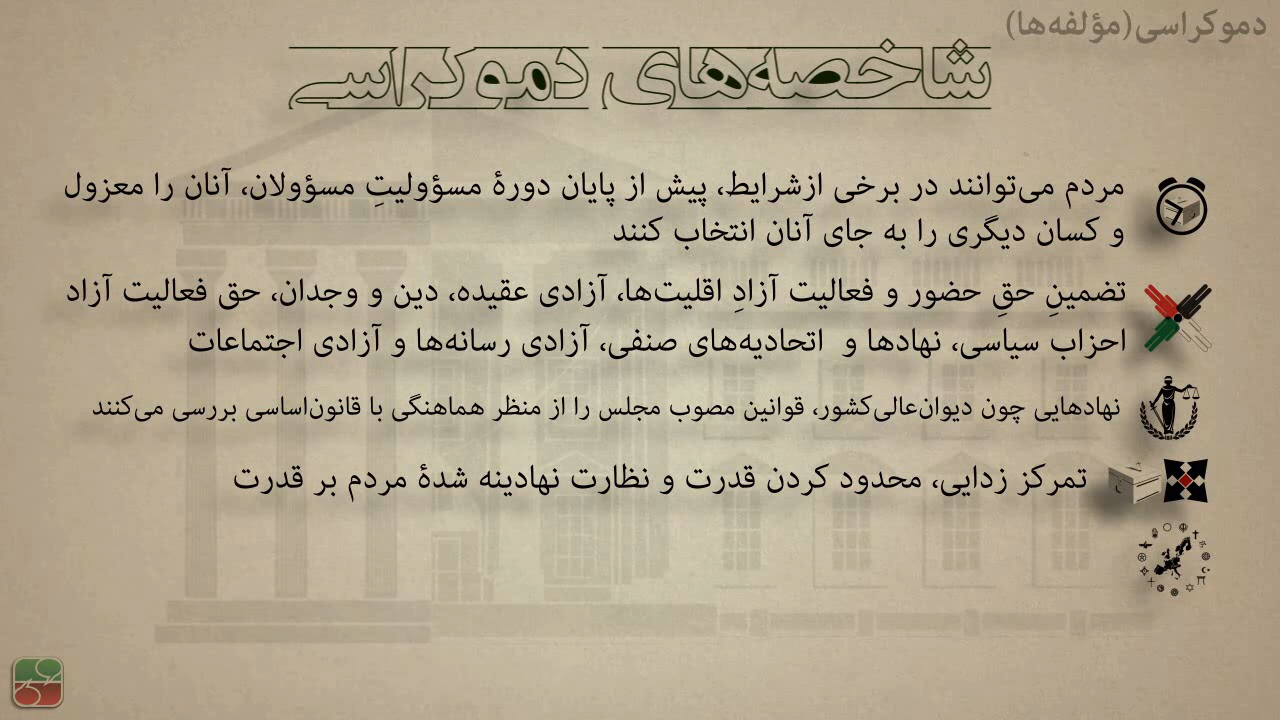 دموکراسی(مؤلفه‌ها)
شاخصه‌های دموکراسی
مردم می‌توانند در برخی ازشرایط، پیش از پایان دورهٔ مسؤولیتِ مسؤولان، آنان را معزول
و کسان دیگری را به جای آنان انتخاب کنند
تضمینِ حقِ حضور و فعالیت آزادِ اقلیت‌ها، آزادی عقیده، دین و وجدان، حق فعالیت آزاد
احزاب سیاسی، نهادها و اتحادیه‌های صنفی، آزادی رسانه‌ها و آزادی اجتماعات
نهادهایی چون دیوان‌عالی‌کشور، قوانین مصوب مجلس را از منظر هماهنگی با قانون‌اساسی بررسی می‌کنند
تمرکز زدایی، محدود کردن قدرت و نظارت نهادینه شدهٔ مردم بر قدرت